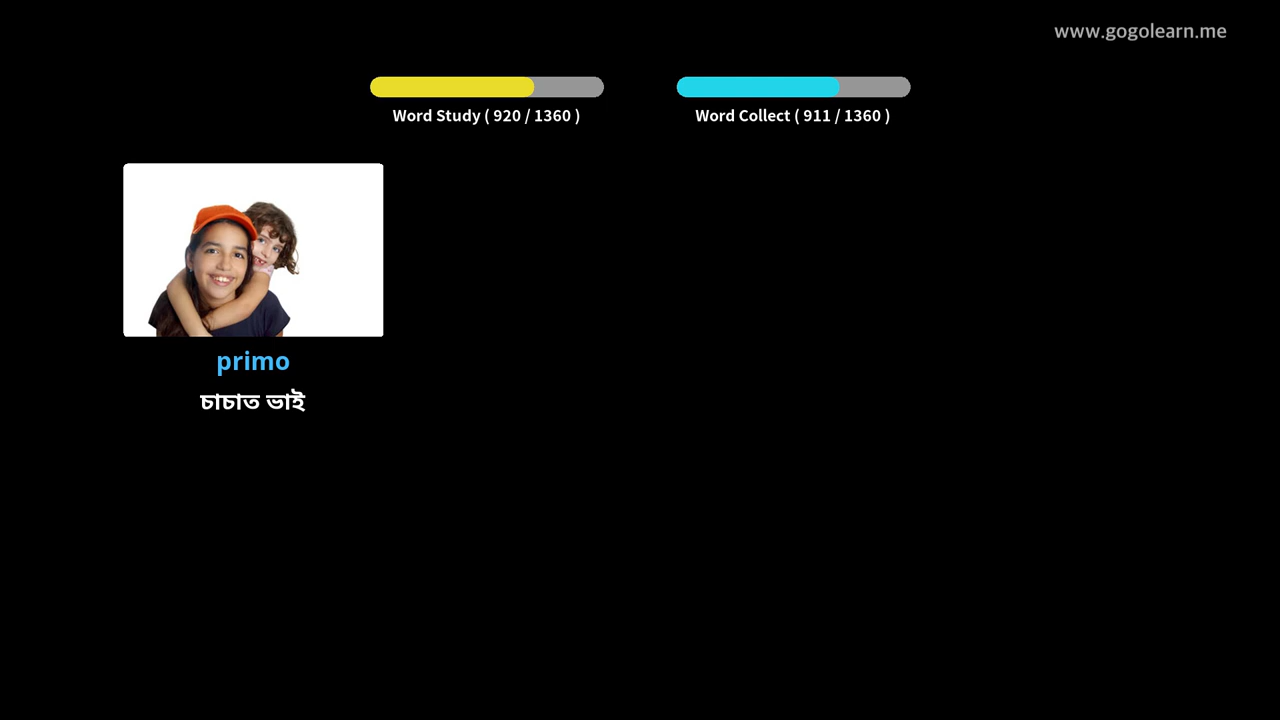 www.gogolearn.me
Word Study ( 920 / 1360 )
Word Collect ( 911 / 1360 )
primo
চাচাত ভাই